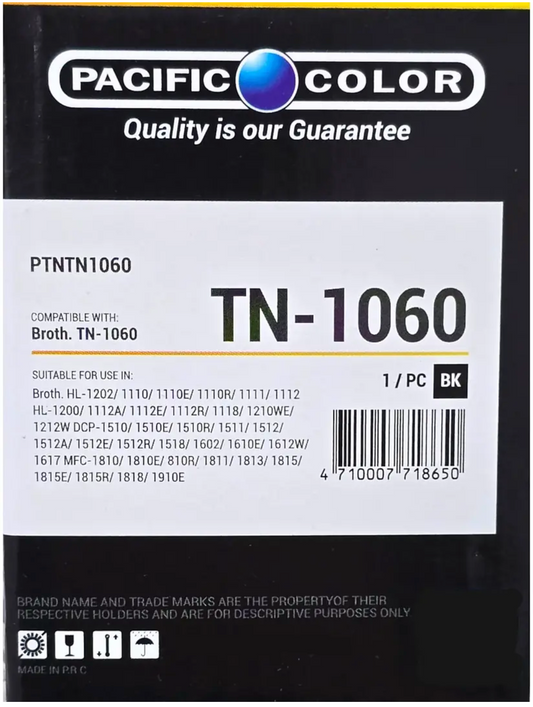 PACIFIC COLOR
Quality is our Guarantee
PTNTN1060
COMPATIBLE WITH:
Broth. TN-1060
TN-1060
SUITABLE FOR USE IN:
Broth. HL-1202/ 1110/ 1110E/ 1110R/ 1111/ 1112
HL-1200/ 1112A/ 1112E/ 1112R/ 1118/ 1210WE/
1212W DCP-1510/ 1510E/ 1510R/ 1511/ 1512/
1512A/ 1512E/ 1512R/ 1518/ 1602/ 1610E/ 1612W/
1617 MFC-1810/ 1810E/ 810R/ 1811/ 1813/ 1815/
1815E/ 1815R/ 1818/ 1910E
1 / PC BK
4 710007 718650
BRAND NAME AND TRADE MARKS ARE THE PROPERTYOF THEIR
RESPECTIVE HOLDERS AND ARE FOR DESCRIPTIVE PURPOSES ONLY
MADE IN P.R.C